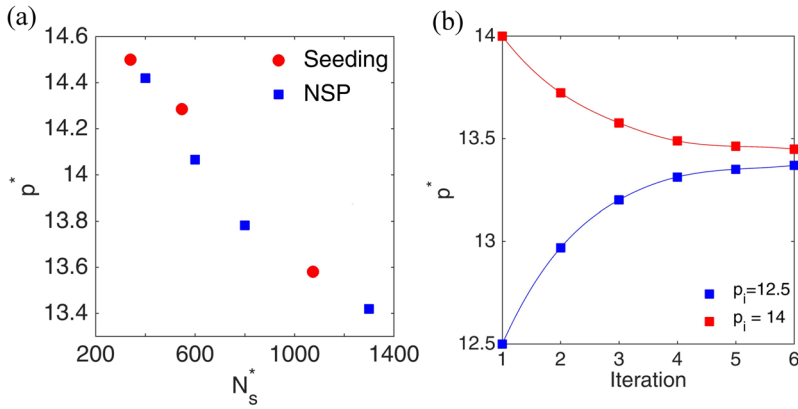 (a)
14.6
14.4
14.2
14
13.8
13.6
13.4
p*
200
600
1000
1400
N*s
Seeding
NSP
(b)
14
13.5
13
12.5
p*
1
2
3
4
5
6
Iteration
pi=12.5
pi = 14